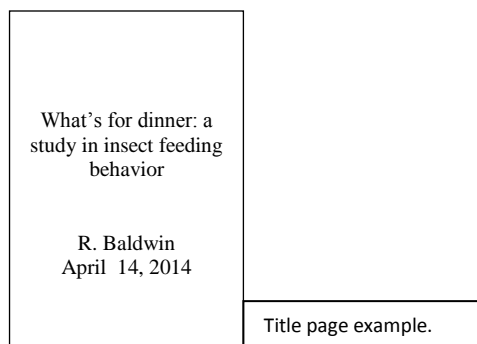 What’s for dinner: a
study in insect feeding
behavior
R. Baldwin
April  14, 2014
Title page example.